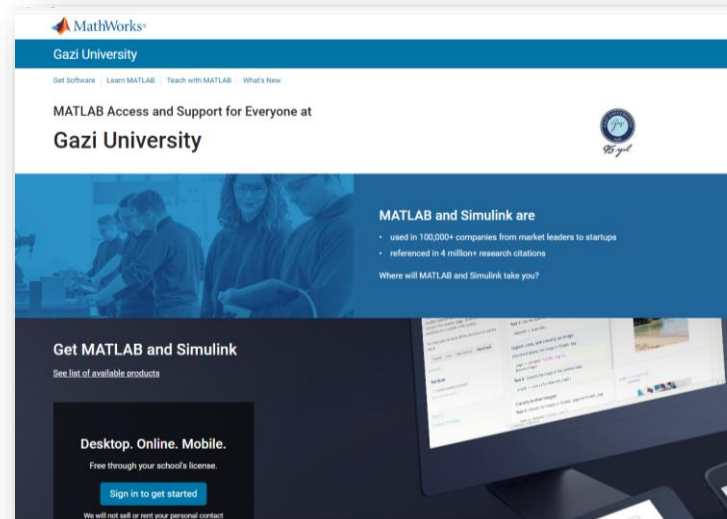 MathWorks®
Gazi University
Get Software | Learn MATLAB | Teach with MATLAB | What's New
MATLAB Access and Support for Everyone at
Gazi University
95 yıl
MATLAB and Simulink are
• used in 100,000+ companies from market leaders to startups
• referenced in 4 million+ research citations
Where will MATLAB and Simulink take you?
Get MATLAB and Simulink
See list of available products
Desktop. Online. Mobile.
Free through your school's license.
Sign in to get started
We will not sell or rent your personal contact